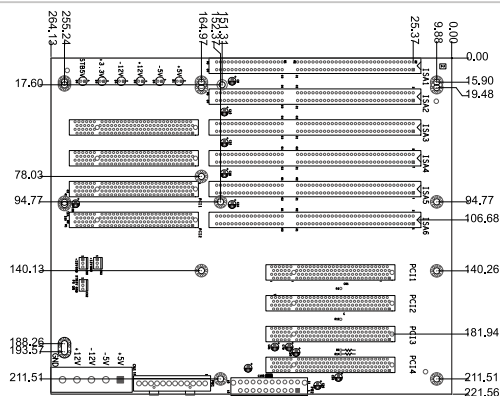 264.13
255.24
164.97
151.31
25.37
9.88
0.00
0.00
15.90
19.48
17.60
78.03
94.77
94.77
106,68
140.13
140.26
188.26
193.57
181.94
211,51
211.51
221.56
STB5V
+3.3V
-12V
+12V
-5V
+5V
ISA1
ISA2
ISA3
ISA4
ISA5
ISA6
PCI1
PCI2
PCI3
PCI4
GND
+12V
-12V
-5V
+5V